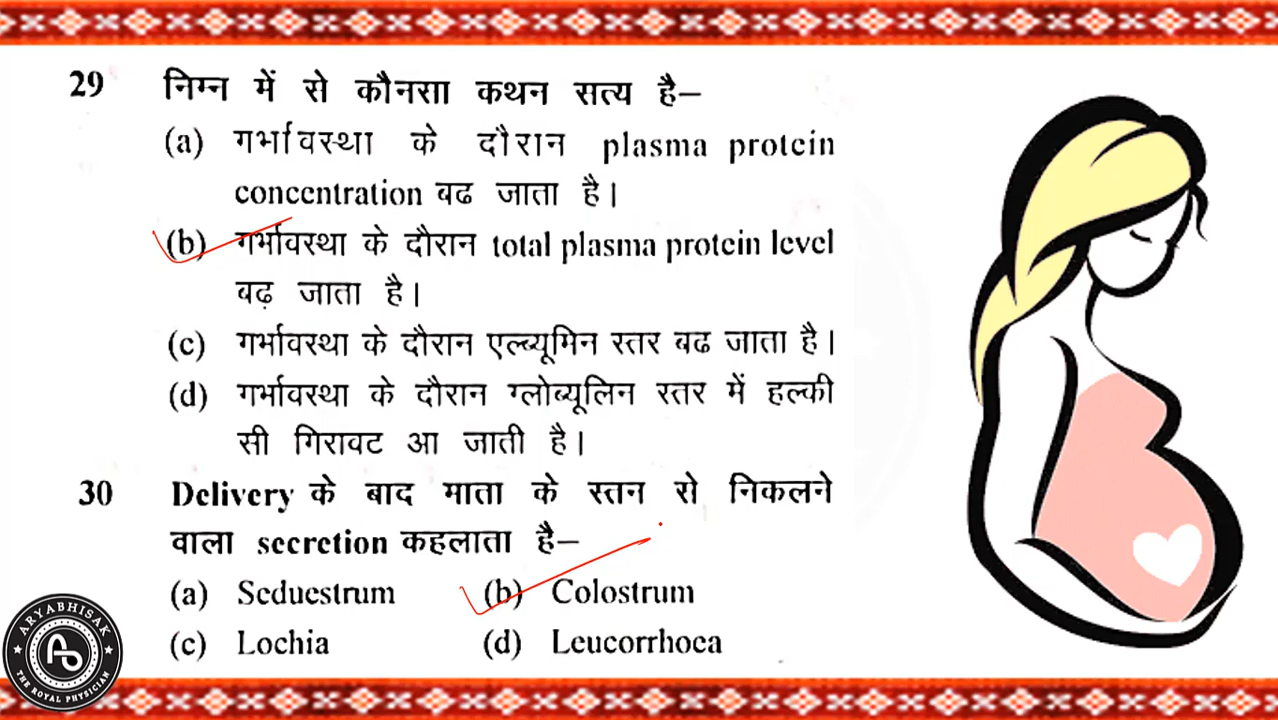 29 निम्न में से कौनसा कथन सत्य है–
(a) गर्भावस्था के दौरान plasma protein
concentration बढ जाता है।
(b) गर्भावस्था के दौरान total plasma protein level
बढ़ जाता है।
(c) गर्भावस्था के दौरान एल्ब्यूमिन स्तर बढ जाता है।
(d) गर्भावस्था के दौरान ग्लोब्यूलिन स्तर में हल्की
सी गिरावट आ जाती है।
30 Delivery के बाद माता के स्तन रो निकलने
वाला secretion कहलाता है–
(a) Seduestrum (b) Colostrum
(c) Lochia (d) Leucorrhoea
ARYABHISAK
THE ROYAL PHYSICIAN